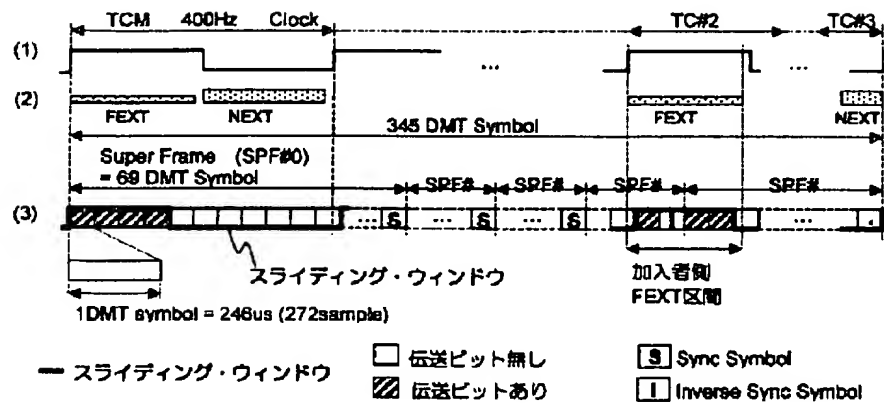 TCM 400Hz Clock
TC#2
TC#3
(1)
...
...
(2)
FEXT
NEXT
FEXT
NEXT
345 DMT Symbol
Super Frame (SPF#0)
= 69 DMT Symbol
SPF#
SPF#
SPF#
SPF#
(3)
...
S
...
S
...
S
...
スライディング・ウィンドウ
加入者側
FEXT区間
1DMT symbol = 246us (272sample)
スライディング・ウィンドウ
伝送ビット無し
伝送ビットあり
S Sync Symbol
I Inverse Sync Symbol